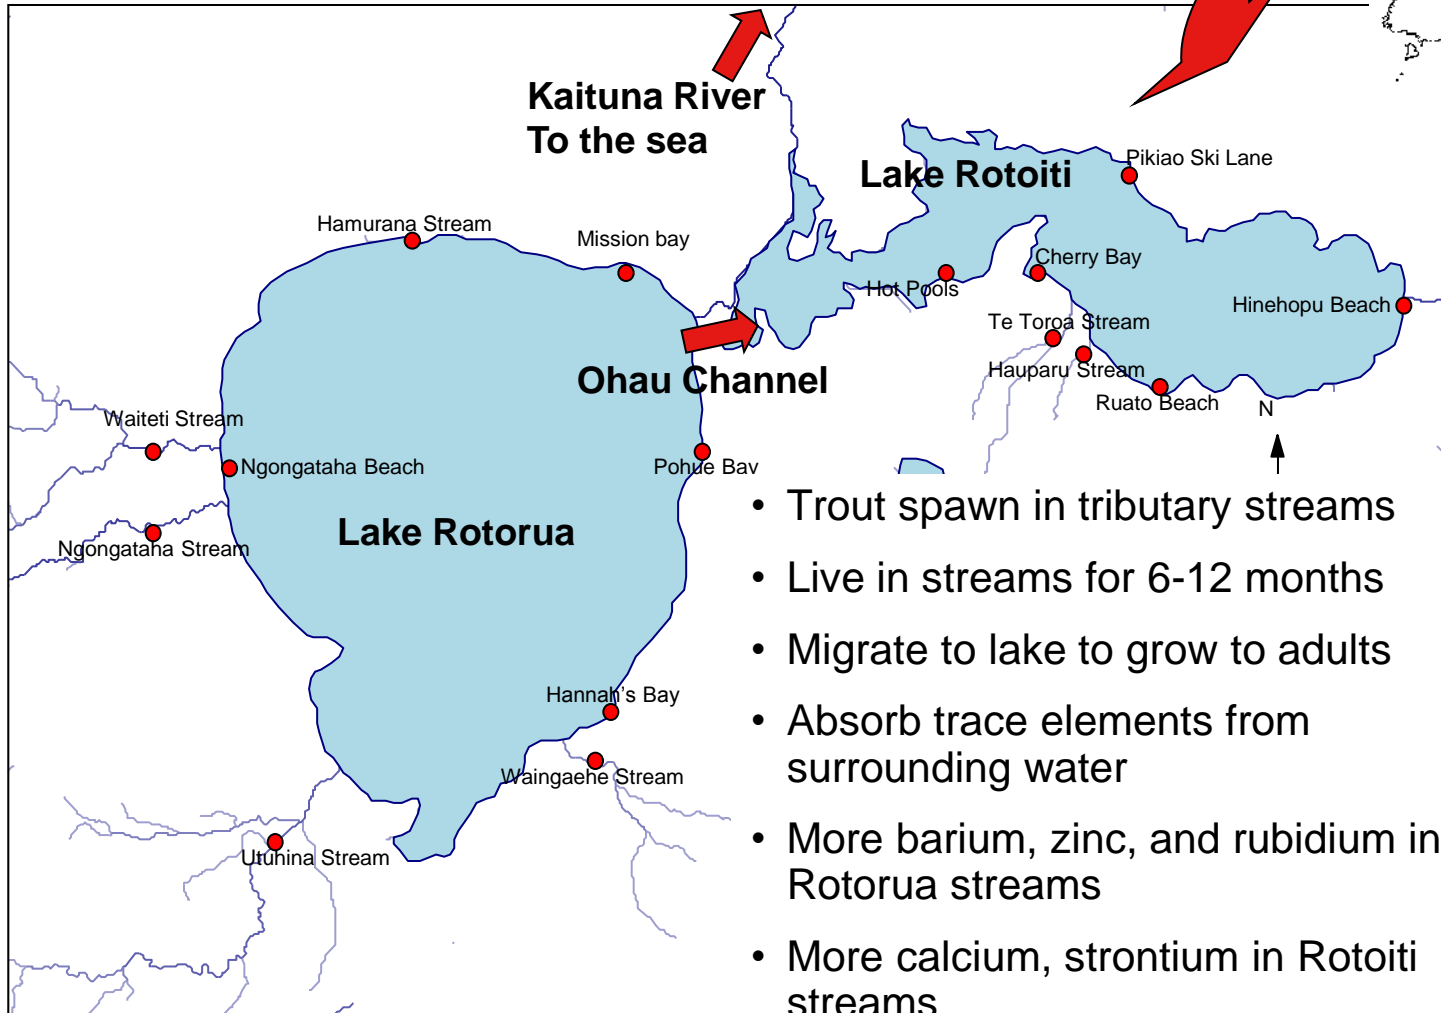 Kaituna River
To the sea
Lake Rotoiti
Pikiao Ski Lane
Hamurana Stream
Mission bay
Cherry Bay
Hot Pools
Hinehopu Beach
Te Toroa Stream
Hauparu Stream
Ohau Channel
Ruato Beach
N
Waiteti Stream
Ngongataha Beach
Pohue Bay
Lake Rotorua
Ngongataha Stream
• Trout spawn in tributary streams
• Live in streams for 6-12 months
• Migrate to lake to grow to adults
Hannah's Bay
• Absorb trace elements from
surrounding water
Waingaehe Stream
• More barium, zinc, and rubidium in
Rotorua streams
Utuhina Stream
• More calcium, strontium in Rotoiti
streams